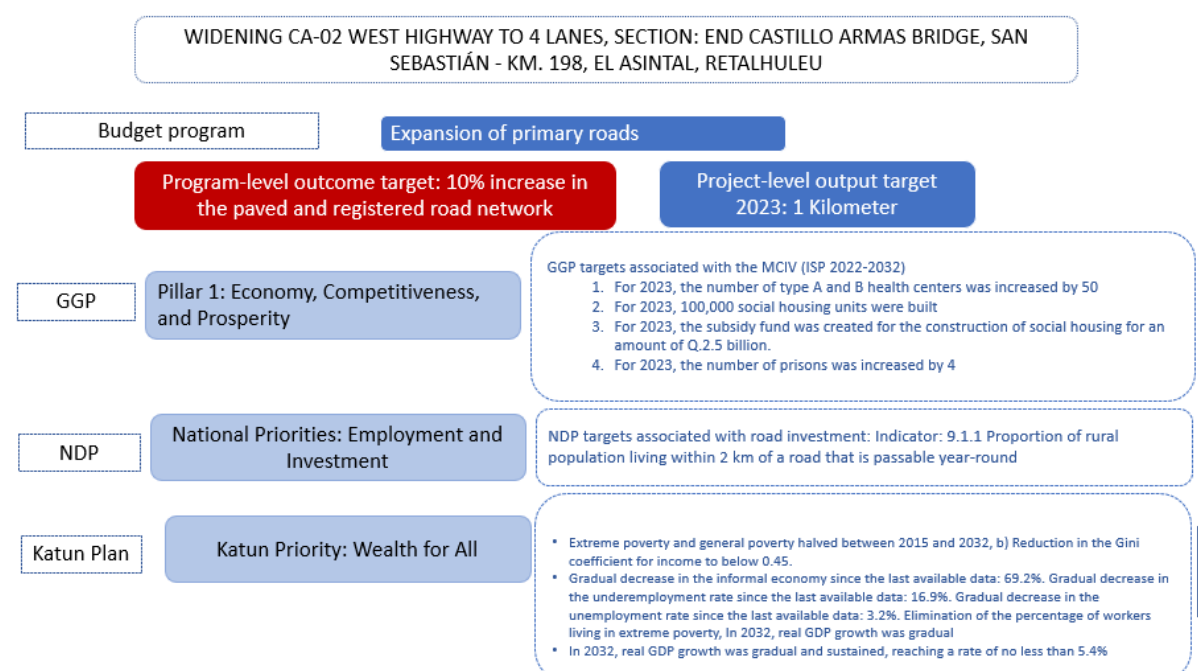 WIDENING CA-02 WEST HIGHWAY TO 4 LANES, SECTION: END CASTILLO ARMAS BRIDGE, SAN
SEBASTIÁN - KM. 198, EL ASINTAL, RETALHULEU
Budget program
Expansion of primary roads
Program-level outcome target: 10% increase in
the paved and registered road network
Project-level output target
2023: 1 Kilometer
GGP
Pillar 1: Economy, Competitiveness,
and Prosperity
GGP targets associated with the MCIV (ISP 2022-2032)
1. For 2023, the number of type A and B health centers was increased by 50
2. For 2023, 100,000 social housing units were built
3. For 2023, the subsidy fund was created for the construction of social housing for an
amount of Q.2.5 billion.
4. For 2023, the number of prisons was increased by 4
NDP
National Priorities: Employment and
Investment
NDP targets associated with road investment: Indicator: 9.1.1 Proportion of rural
population living within 2 km of a road that is passable year-round
Katun Plan
Katun Priority: Wealth for All
• Extreme poverty and general poverty halved between 2015 and 2032, b) Reduction in the Gini
coefficient for income to below 0.45.
• Gradual decrease in the informal economy since the last available data: 69.2%. Gradual decrease in
the underemployment rate since the last available data: 16.9%. Gradual decrease in the
unemployment rate since the last available data: 3.2%. Elimination of the percentage of workers
living in extreme poverty, In 2032, real GDP growth was gradual
• In 2032, real GDP growth was gradual and sustained, reaching a rate of no less than 5.4%